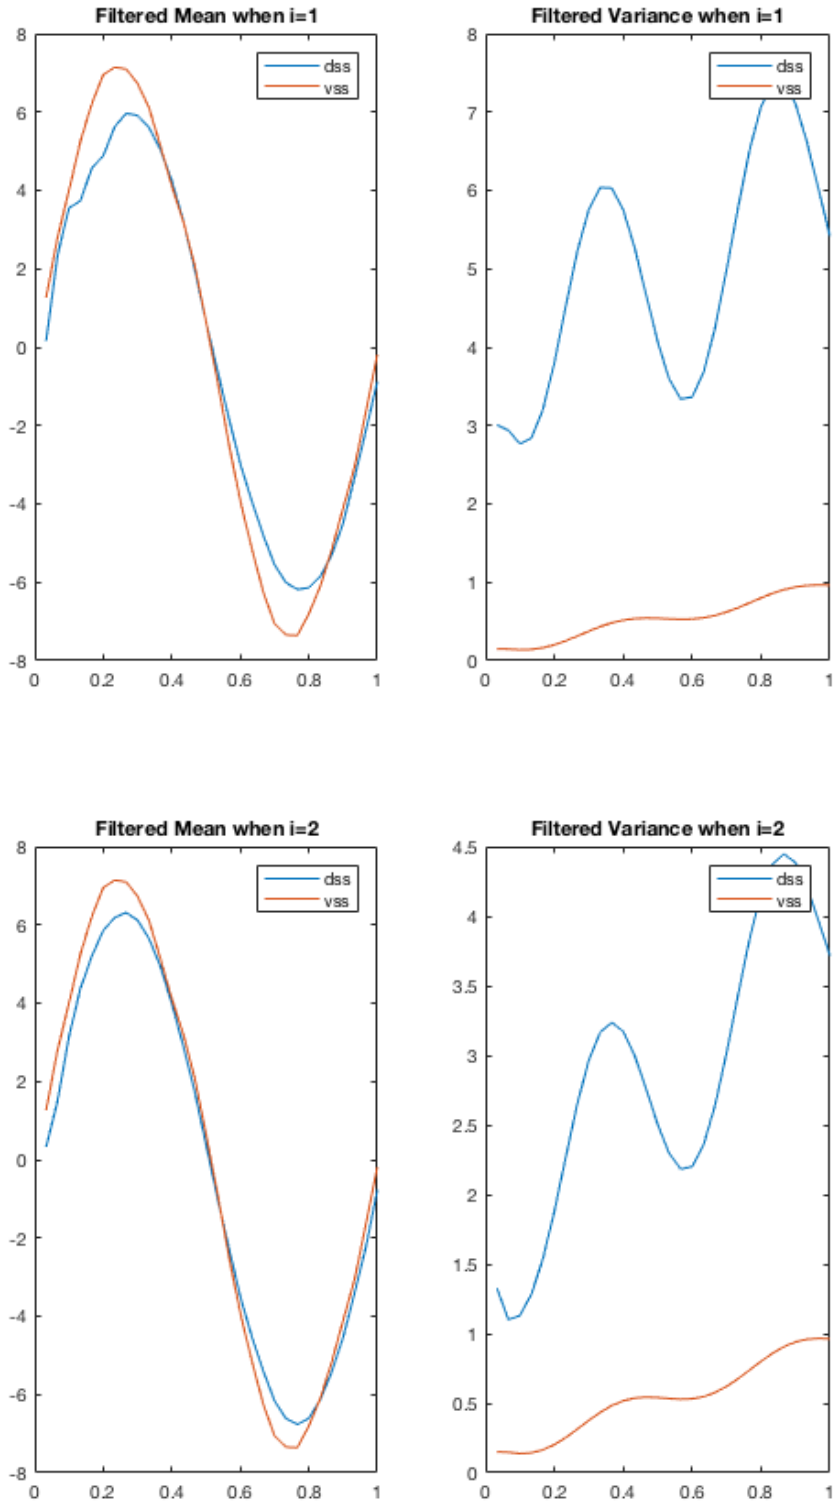 Filtered Mean when i=1
8
6
4
2
0
-2
-4
-6
-8
0 0.2 0.4 0.6 0.8 1
dss
vss
Filtered Variance when i=1
8
7
6
5
4
3
2
1
0
0 0.2 0.4 0.6 0.8 1
dss
vss
Filtered Mean when i=2
8
6
4
2
0
-2
-4
-6
-8
0 0.2 0.4 0.6 0.8 1
dss
vss
Filtered Variance when i=2
4.5
4
3.5
3
2.5
2
1.5
1
0.5
0
0 0.2 0.4 0.6 0.8 1
dss
vss